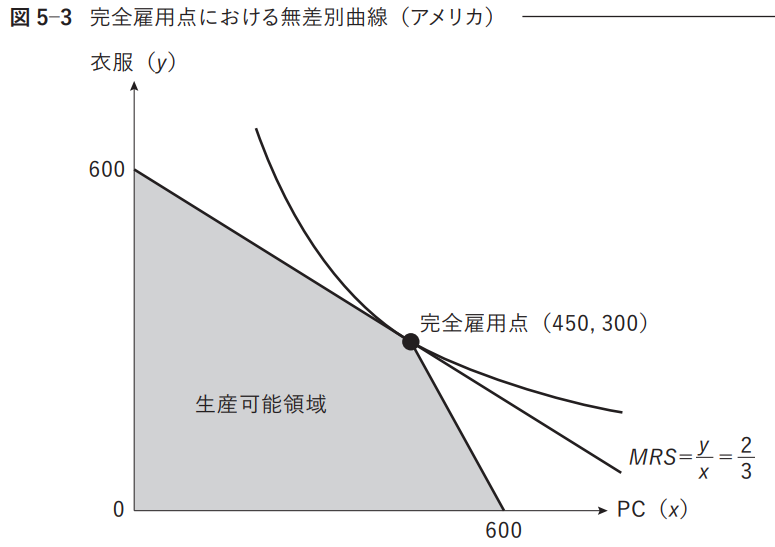 図 5-3 完全雇用点における無差別曲線（アメリカ）
衣服（y）
600
完全雇用点（450, 300）
生産可能領域
MRS=y/x=2/3
0
PC（x）
600